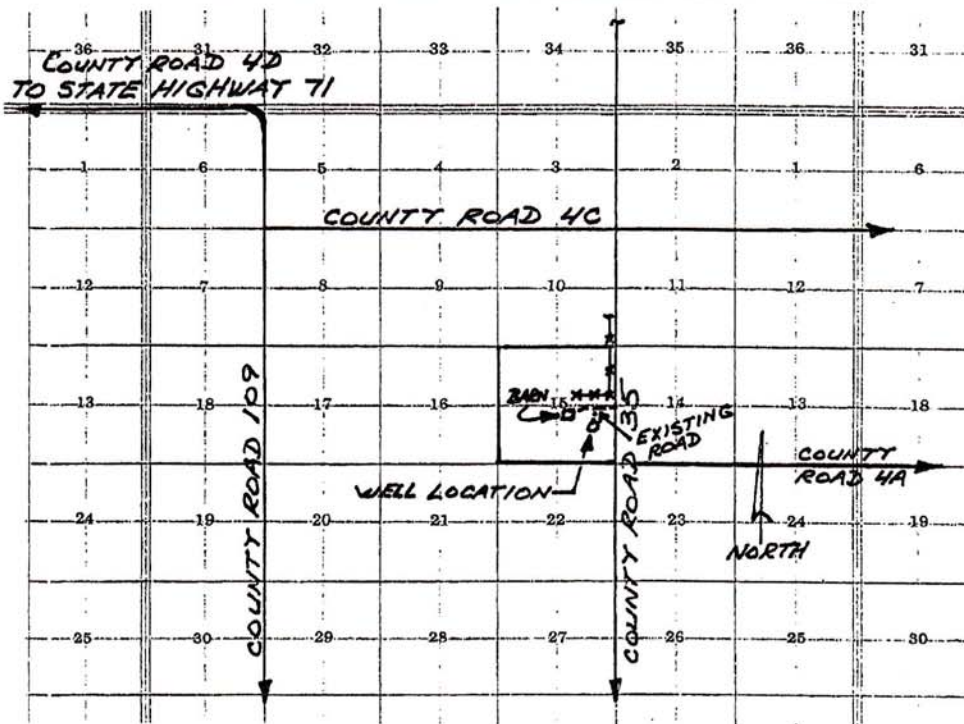 36 31 32 33 34 35 36 31
COUNTY ROAD 4D
TO STATE HIGHWAY 71
1 6 5 4 3 2 1 6
COUNTY ROAD 4C
12 7 8 9 10 11 12 7
BARN
13 18 17 16 15 14 13 18
EXISTING
ROAD
COUNTY
ROAD 4A
WELL LOCATION
24 19 20 21 22 23 24 19
NORTH
25 30 29 28 27 26 25 30
COUNTY ROAD 109
COUNTY ROAD 35